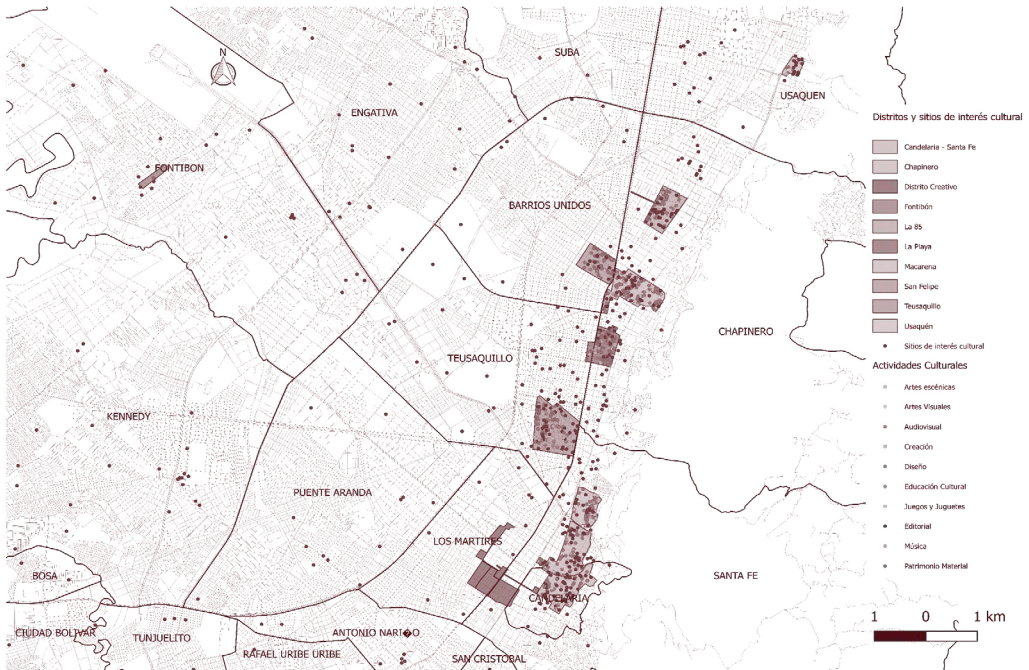 N
SUBA
USAQUEN
ENGATIVA
FONTIBON
BARRIOS UNIDOS
CHAPINERO
TEUSAQUILLO
KENNEDY
PUENTE ARANDA
LOS MARTIRES
SANTA FE
BOSA
CANDELARIA
CIUDAD BOLIVAR
TUNJUELITO
ANTONIO NARI�O
RAFAEL URIBE URIBE
SAN CRISTOBAL
Distritos y sitios de interés cultural
Candelaria - Santa Fe
Chapinero
Distrito Creativo
Fontibón
La 85
La Playa
Macarena
San Felipe
Teusaquillo
Usaquén
Sitios de interés cultural
Actividades Culturales
Artes escénicas
Artes Visuales
Audiovisual
Creación
Diseño
Educación Cultural
Juegos y Juguetes
Editorial
Música
Patrimonio Material
1 0 1 km